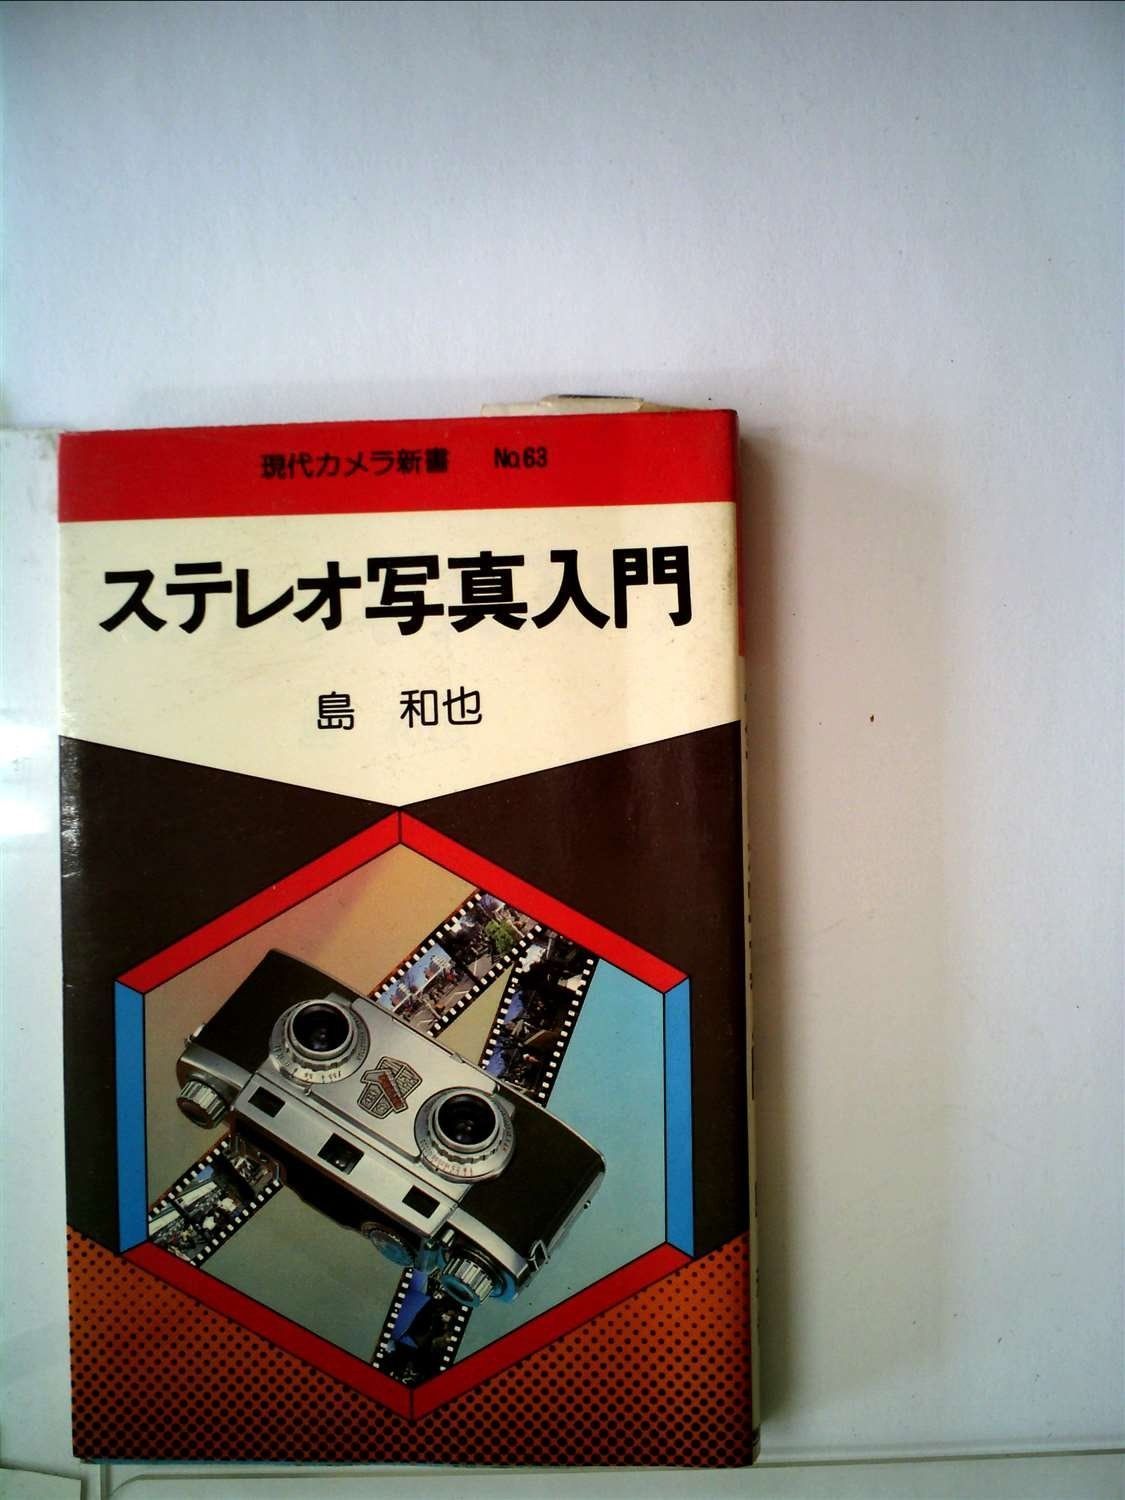 現代カメラ新書 No.63
ステレオ写真入門
島 和也